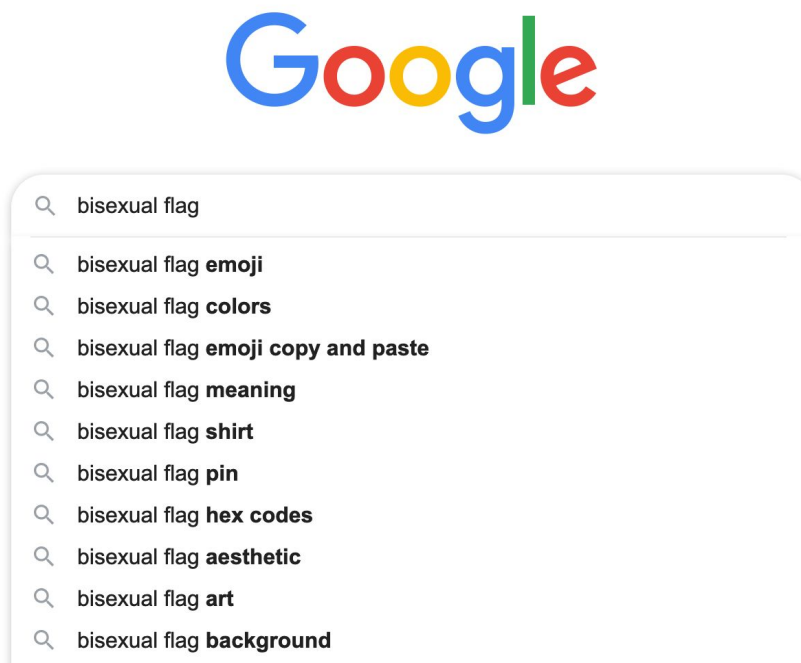 Google
bisexual flag
bisexual flag emoji
bisexual flag colors
bisexual flag emoji copy and paste
bisexual flag meaning
bisexual flag shirt
bisexual flag pin
bisexual flag hex codes
bisexual flag aesthetic
bisexual flag art
bisexual flag background